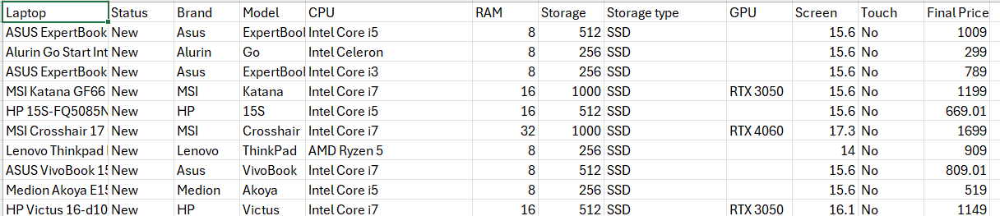 Laptop Status Brand Model CPU RAM Storage Storage type GPU Screen Touch Final Price
ASUS ExpertBook New Asus ExpertBool Intel Core i5 8 512 SSD 15.6 No 1009
Alurin Go Start Int New Alurin Go Intel Celeron 8 256 SSD 15.6 No 299
ASUS ExpertBook New Asus ExpertBool Intel Core i3 8 256 SSD 15.6 No 789
MSI Katana GF66 New MSI Katana Intel Core i7 16 1000 SSD RTX 3050 15.6 No 1199
HP 15S-FQ5085N New HP 15S Intel Core i5 16 512 SSD 15.6 No 669.01
MSI Crosshair 17 New MSI Crosshair Intel Core i7 32 1000 SSD RTX 4060 17.3 No 1699
Lenovo Thinkpad New Lenovo ThinkPad AMD Ryzen 5 8 256 SSD 14 No 909
ASUS VivoBook 15 New Asus VivoBook Intel Core i7 8 512 SSD 15.6 No 809.01
Medion Akoya E15 New Medion Akoya Intel Core i5 8 256 SSD 15.6 No 519
HP Victus 16-d10 New HP Victus Intel Core i7 16 512 SSD RTX 3050 16.1 No 1149